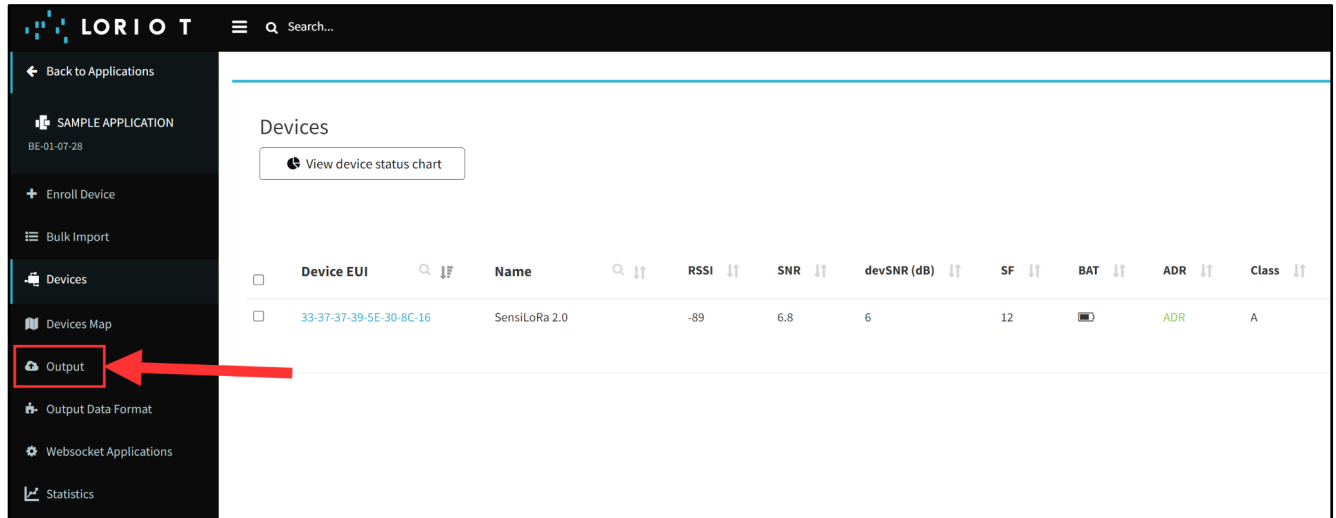 LORIOT
Search...
Back to Applications
SAMPLE APPLICATION
BE-01-07-28
Enroll Device
Bulk Import
Devices
Devices Map
Output
Output Data Format
Websocket Applications
Statistics
Devices
View device status chart
Device EUI Name RSSI SNR devSNR (dB) SF BAT ADR Class
33-37-37-39-5E-30-8C-16 SensiLoRa 2.0 -89 6.8 6 12 ADR A